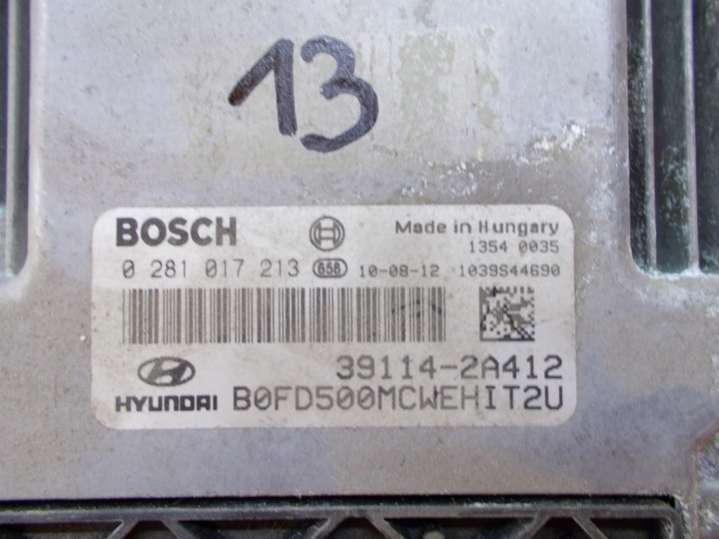 13
BOSCH
Made in Hungary
1354 0035
0 281 017 213 658 10-08-12 1039S44690
39114-2A412
HYUNDAI B0FD500MCWEHIT2U